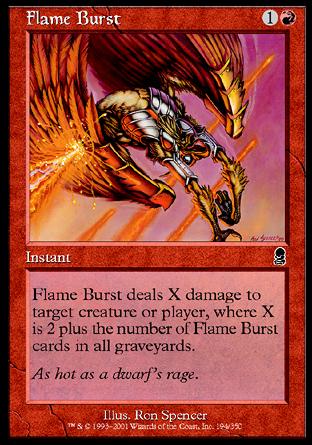 Flame Burst 1
Instant
Flame Burst deals X damage to
target creature or player, where X
is 2 plus the number of Flame Burst
cards in all graveyards.
As hot as a dwarf's rage.
Illus. Ron Spencer
™ & © 1993-2001 Wizards of the Coast, Inc. 194/350